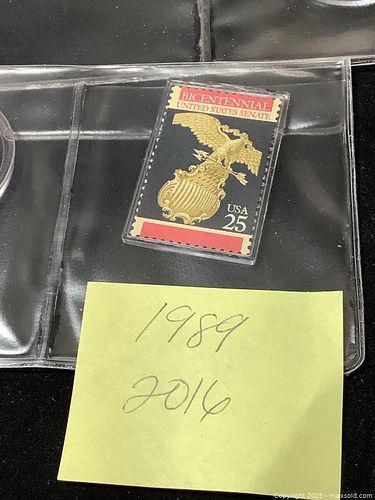 BICENTENNIAL
UNITED STATES SENATE
USA
25
1989
2016
Copyright 2025 - maxsold.com